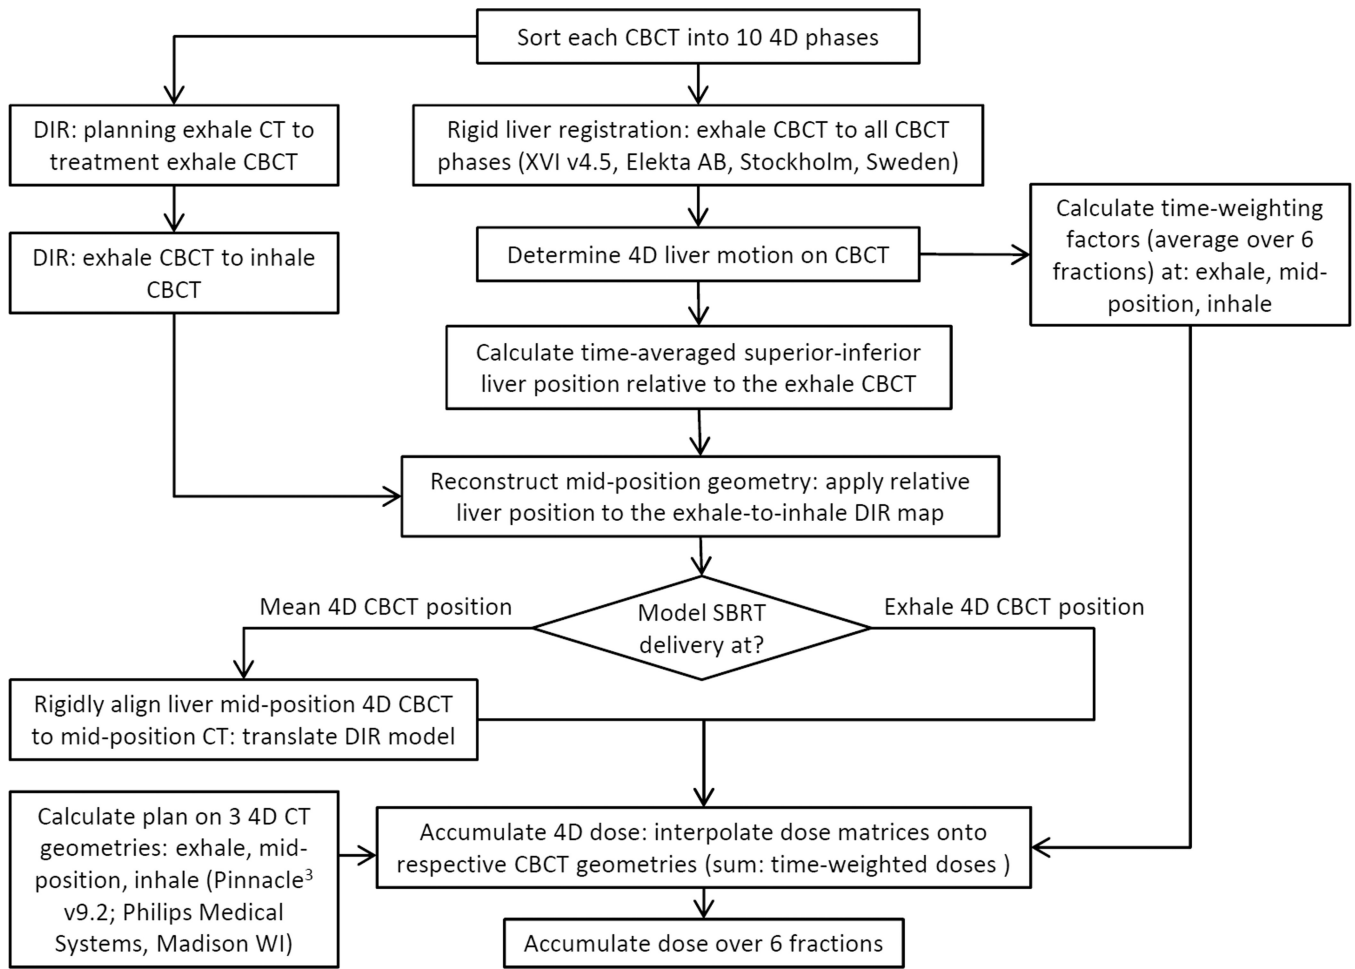 Sort each CBCT into 10 4D phases
DIR: planning exhale CT to
treatment exhale CBCT
Rigid liver registration: exhale CBCT to all CBCT
phases (XVI v4.5, Elekta AB, Stockholm, Sweden)
DIR: exhale CBCT to inhale
CBCT
Determine 4D liver motion on CBCT
Calculate time-weighting
factors (average over 6
fractions) at: exhale, mid-
position, inhale
Calculate time-averaged superior-inferior
liver position relative to the exhale CBCT
Reconstruct mid-position geometry: apply relative
liver position to the exhale-to-inhale DIR map
Mean 4D CBCT position
Model SBRT
delivery at?
Exhale 4D CBCT position
Rigidly align liver mid-position 4D CBCT
to mid-position CT: translate DIR model
Calculate plan on 3 4D CT
geometries: exhale, mid-
position, inhale (Pinnacle³
v9.2; Philips Medical
Systems, Madison WI)
Accumulate 4D dose: interpolate dose matrices onto
respective CBCT geometries (sum: time-weighted doses )
Accumulate dose over 6 fractions